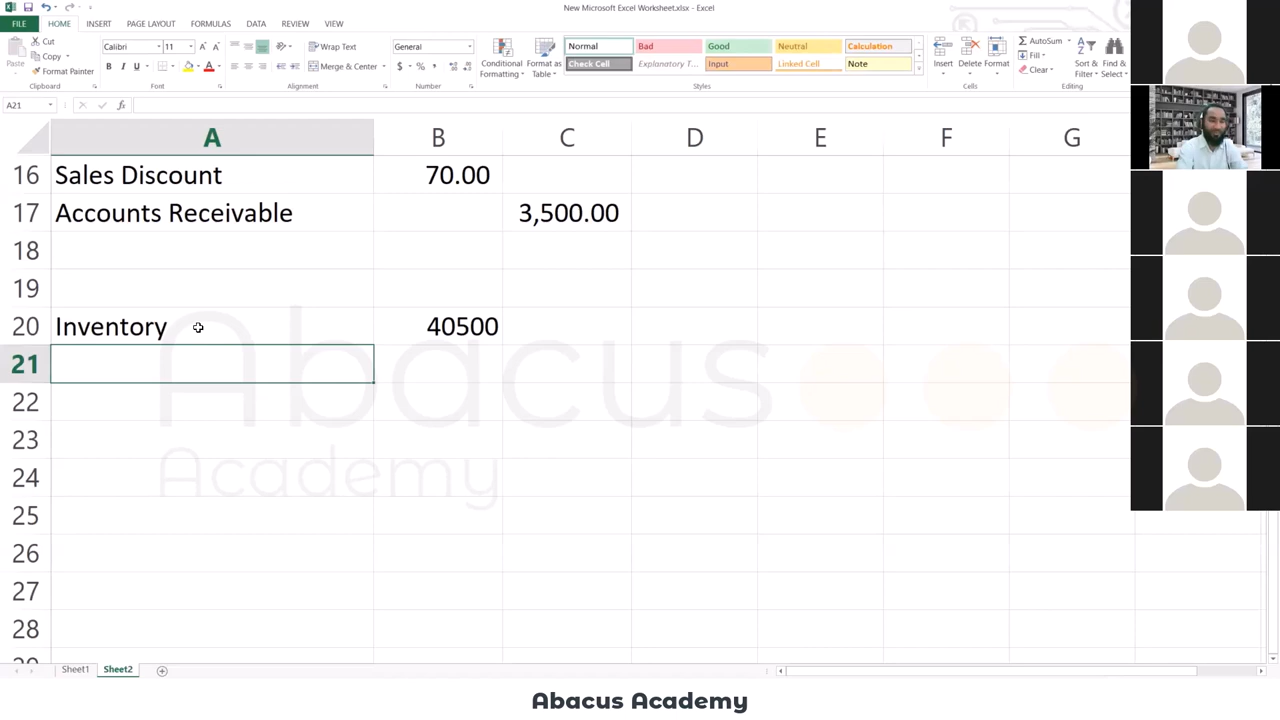 New Microsoft Excel Worksheet.xlsx - Excel
FILE HOME INSERT PAGE LAYOUT FORMULAS DATA REVIEW VIEW
Cut Calibri 11 Wrap Text General Normal Bad Good Neutral Calculation AutoSum
Copy
Paste Format Painter B I U Merge & Center $ % Conditional Formatting Format as Table Check Cell Explanatory T... Input Linked Cell Note Insert Delete Format Fill Clear Sort & Filter Find & Select
Clipboard Font Alignment Number Styles Cells Editing
A21 fx
A B C D E F G
16 Sales Discount 70.00
17 Accounts Receivable 3,500.00
18
19
20 Inventory 40500
21
22
23
24
25
26
27
28
Abacus
Academy
Sheet1 Sheet2
Abacus Academy